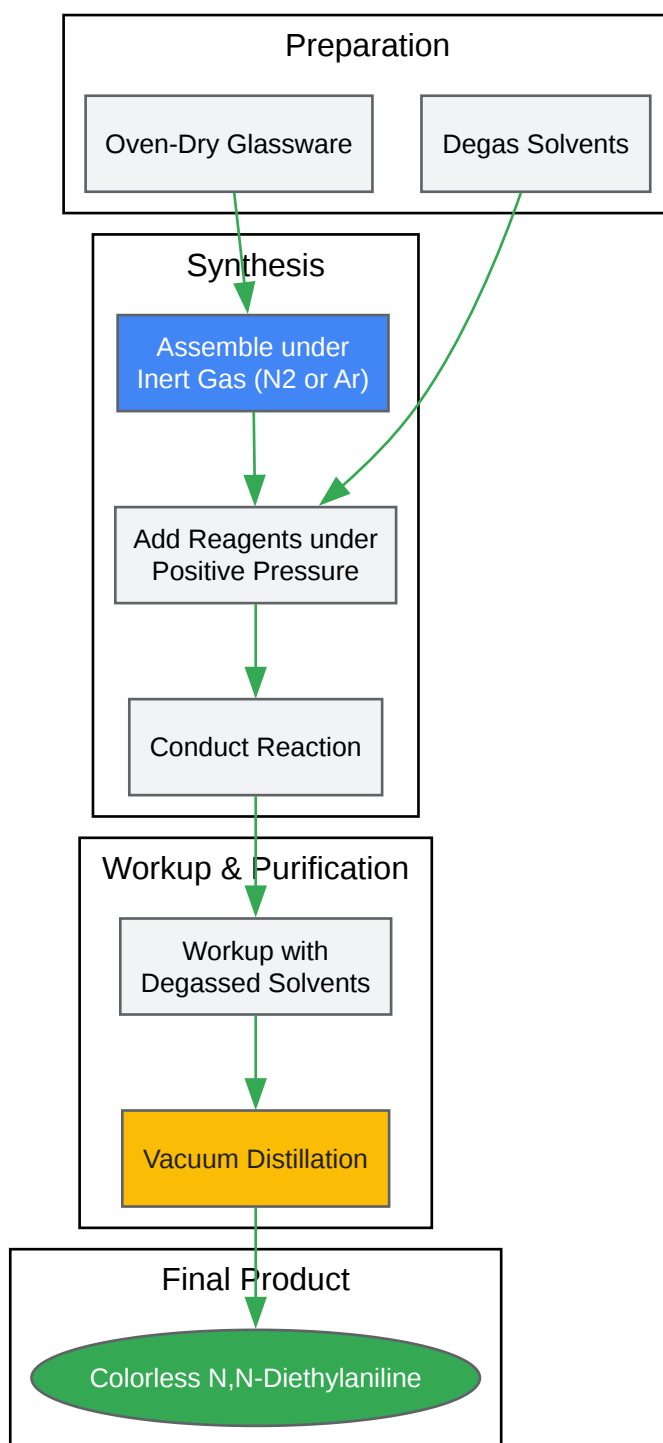 Preparation
Oven-Dry Glassware
Degas Solvents
Synthesis
Assemble under
Inert Gas (N2 or Ar)
Add Reagents under
Positive Pressure
Conduct Reaction
Workup & Purification
Workup with
Degassed Solvents
Vacuum Distillation
Final Product
Colorless N,N-Diethylaniline